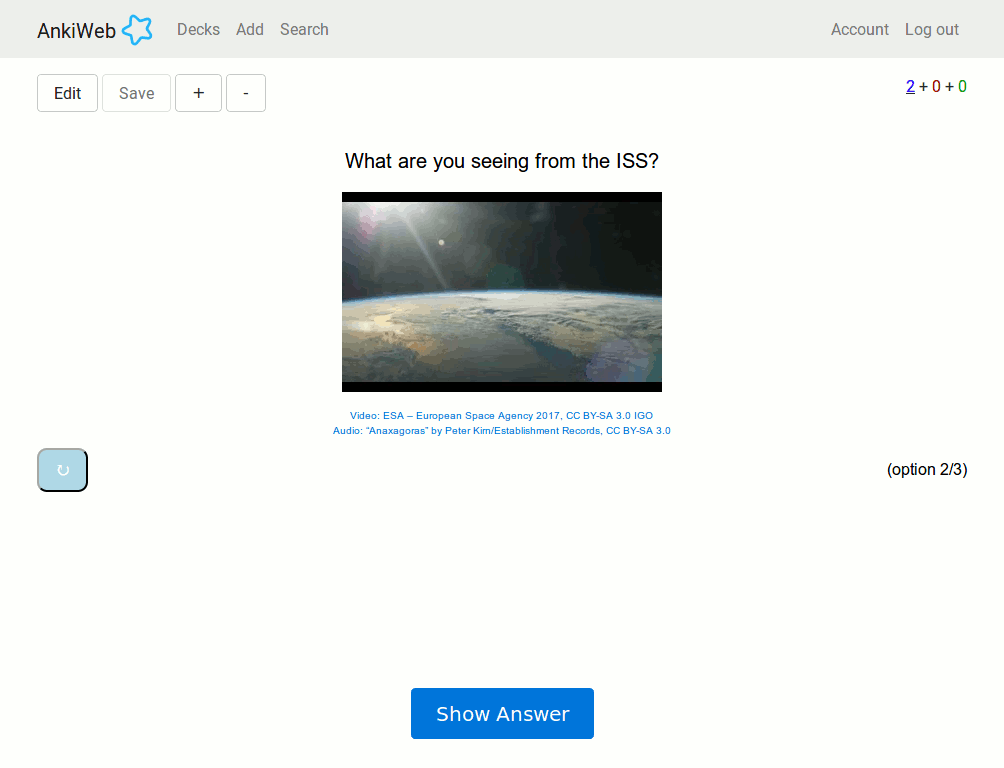 AnkiWeb Decks Add Search Account Log out
Edit Save + - 2 + 0 + 0
What are you seeing from the ISS?
Video: ESA – European Space Agency 2017, CC BY-SA 3.0 IGO
Audio: “Anaxagoras” by Peter Kirn/Establishment Records, CC BY-SA 3.0
↻ (option 2/3)
Show Answer